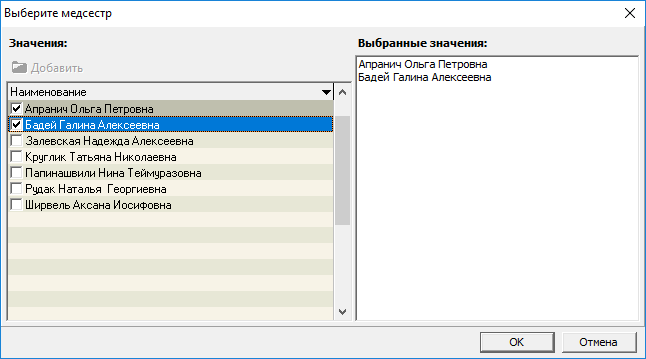 Выберите медсестр
Значения:
Добавить
Наименование
Апранич Ольга Петровна
Бадей Галина Алексеевна
Залевская Надежда Алексеевна
Круглик Татьяна Николаевна
Папинашвили Нина Теймуразовна
Рудак Наталья Георгиевна
Ширвель Аксана Иосифовна
Выбранные значения:
Апранич Ольга Петровна
Бадей Галина Алексеевна
OK
Отмена